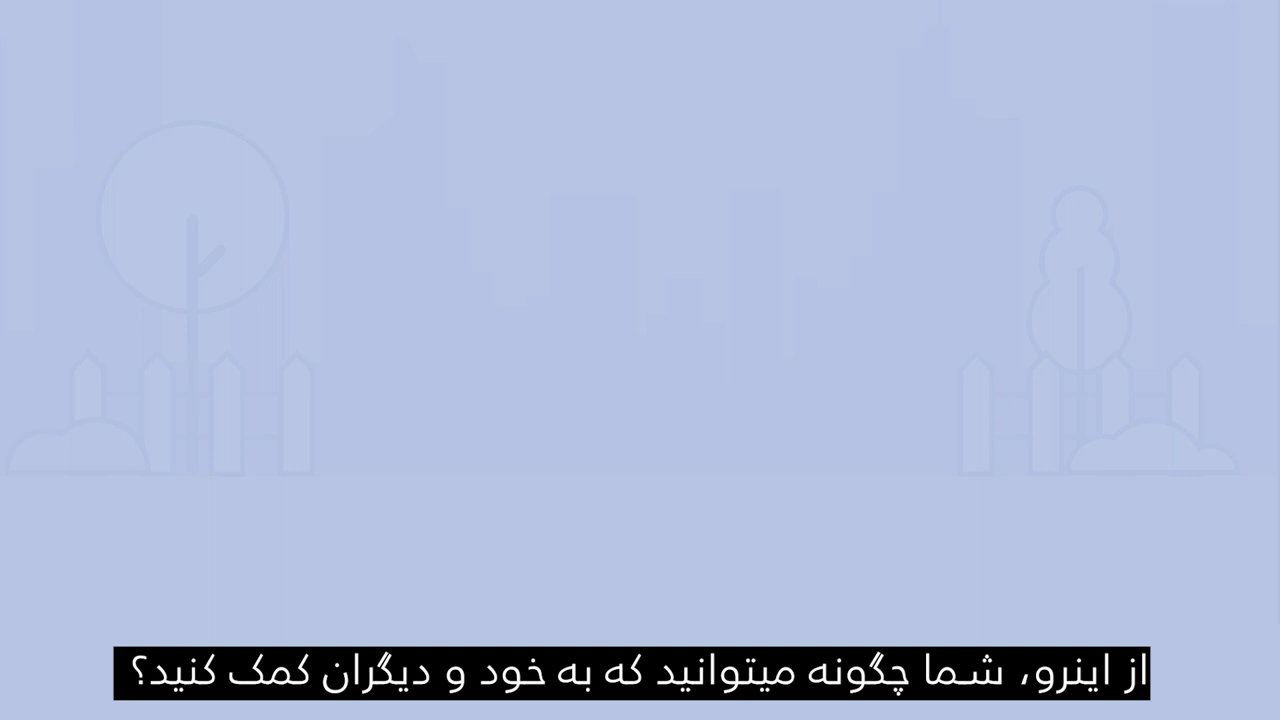 از اینرو، شما چگونه میتوانید که به خود و دیگران کمک کنید؟